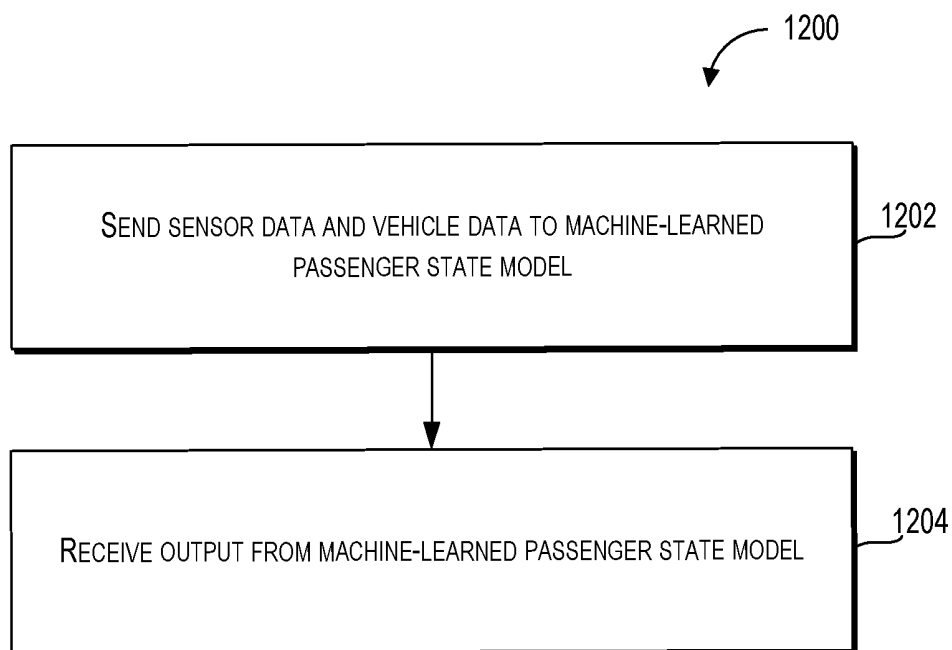 1200
SEND SENSOR DATA AND VEHICLE DATA TO MACHINE-LEARNED
PASSENGER STATE MODEL
1202
RECEIVE OUTPUT FROM MACHINE-LEARNED PASSENGER STATE MODEL
1204